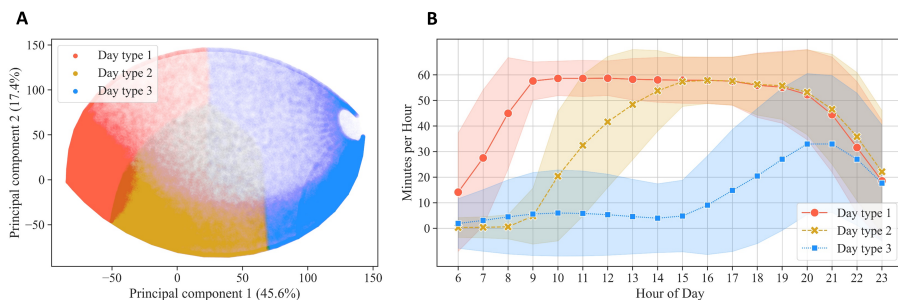 A
Principal component 2 (17.4%)
150
100
50
0
−50
Day type 1
Day type 2
Day type 3
−50
0
50
100
150
Principal component 1 (45.6%)
B
Minutes per Hour
60
50
40
30
20
10
0
Day type 1
Day type 2
Day type 3
6 7 8 9 10 11 12 13 14 15 16 17 18 19 20 21 22 23
Hour of Day